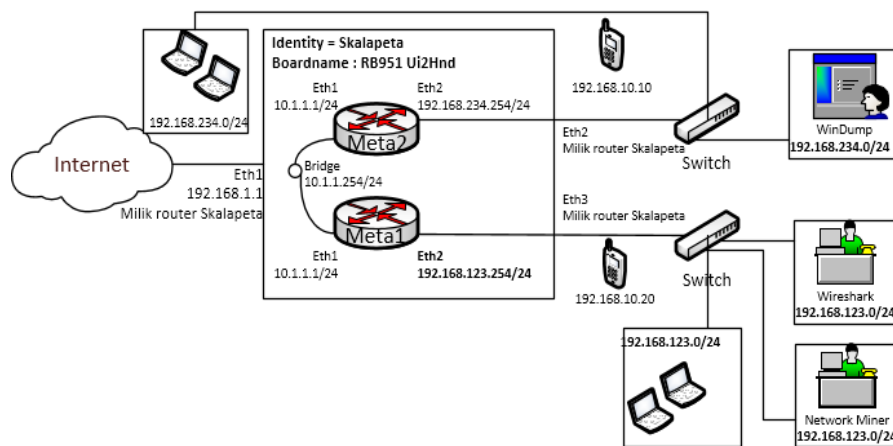 Identity = Skalapeta
Boardname : RB951 Ui2Hnd
Eth1
10.1.1.1/24
Eth2
192.168.234.254/24
192.168.10.10
WinDump
192.168.234.0/24
192.168.234.0/24
Meta2
Eth2
Milik router Skalapeta
Switch
Internet
Eth1
192.168.1.1
Milik router Skalapeta
Bridge
10.1.1.254/24
Eth3
Milik router Skalapeta
Meta1
Eth1
10.1.1.1/24
Eth2
192.168.123.254/24
192.168.10.20
Switch
Wireshark
192.168.123.0/24
192.168.123.0/24
Network Miner
192.168.123.0/24